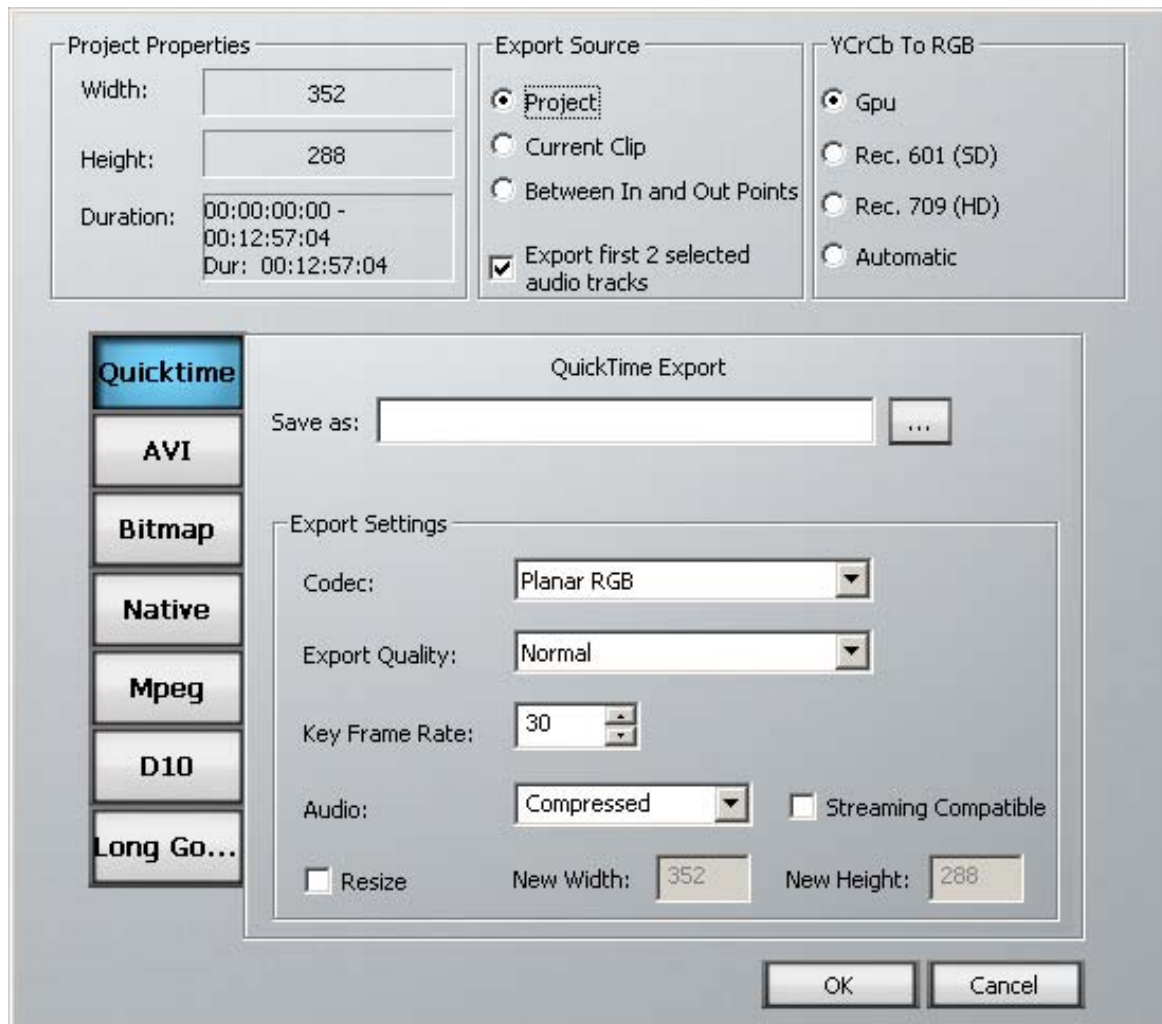 Project Properties
Width:
352
Height:
288
Duration:
00:00:00:00 -
00:12:57:04
Dur: 00:12:57:04
Export Source
Project
Current Clip
Between In and Out Points
Export first 2 selected
audio tracks
YCrCb To RGB
Gpu
Rec. 601 (SD)
Rec. 709 (HD)
Automatic
Quicktime
AVI
Bitmap
Native
Mpeg
D10
Long Go...
QuickTime Export
Save as:
...
Export Settings
Codec:
Planar RGB
Export Quality:
Normal
Key Frame Rate:
30
Audio:
Compressed
Streaming Compatible
Resize
New Width:
352
New Height:
288
OK
Cancel